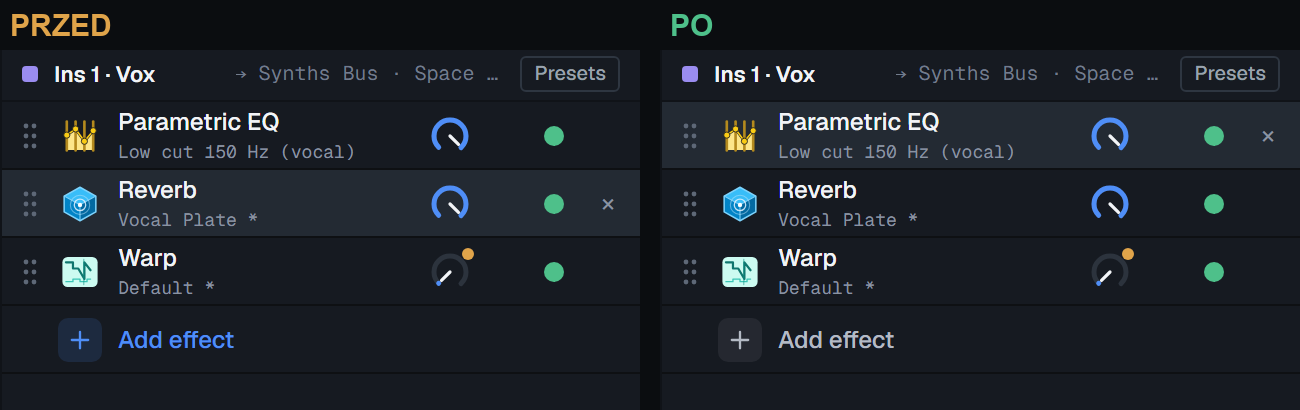 PRZED
Ins 1 · Vox → Synths Bus · Space … Presets
Parametric EQ
Low cut 150 Hz (vocal)
Reverb
Vocal Plate *
×
Warp
Default *
+ Add effect
PO
Ins 1 · Vox → Synths Bus · Space … Presets
Parametric EQ
Low cut 150 Hz (vocal)
×
Reverb
Vocal Plate *
Warp
Default *
+ Add effect